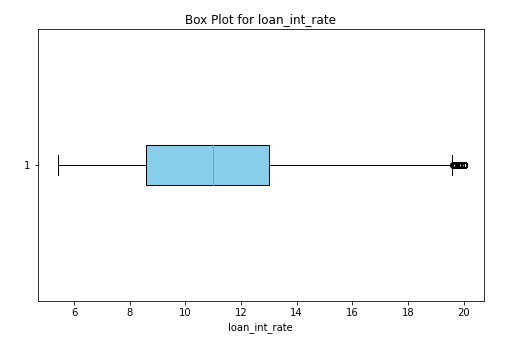 Box Plot for loan_int_rate
1
6 8 10 12 14 16 18 20
loan_int_rate